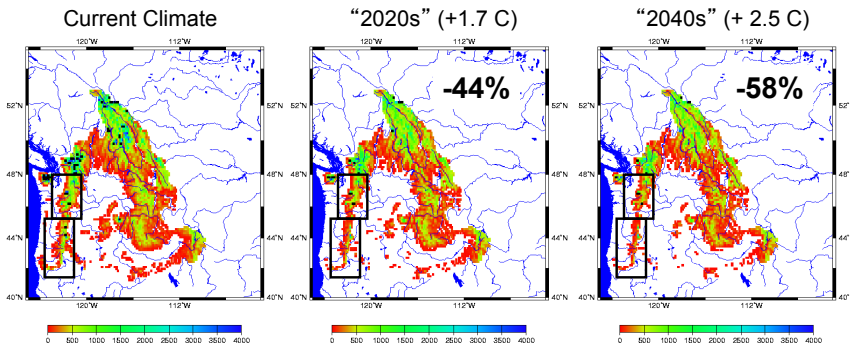 Current Climate
“2020s” (+1.7 C)
“2040s” (+ 2.5 C)
120˚W 112˚W
120˚W 112˚W
120˚W 112˚W
-44%
-58%
52˚N 52˚N 52˚N 52˚N
48˚N 48˚N 48˚N 48˚N
44˚N 44˚N 44˚N 44˚N
40˚N 40˚N 40˚N 40˚N
120˚W 112˚W
120˚W 112˚W
120˚W 112˚W
0 500 1000 1500 2000 2500 3000 3500 4000
0 500 1000 1500 2000 2500 3000 3500 4000
0 500 1000 1500 2000 2500 3000 3500 4000